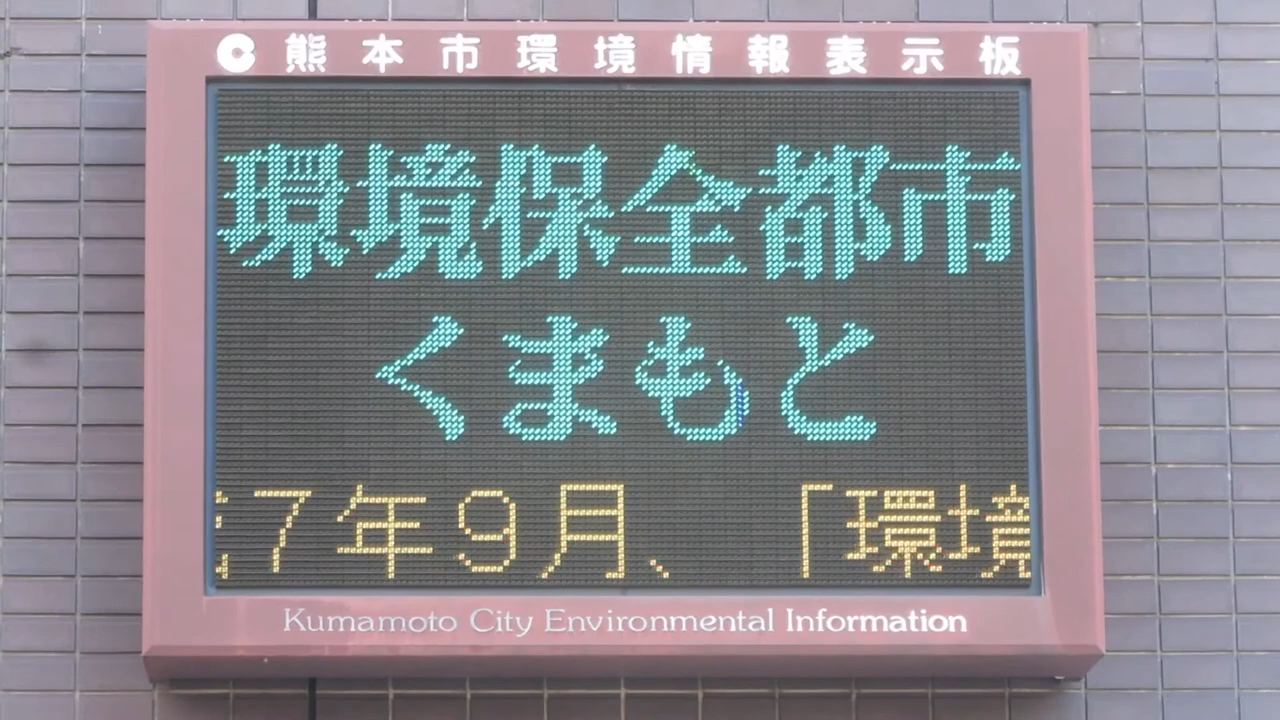 熊本市環境情報表示板
環境保全都市
くまもと
7年9月、「環境
Kumamoto City Environmental Information